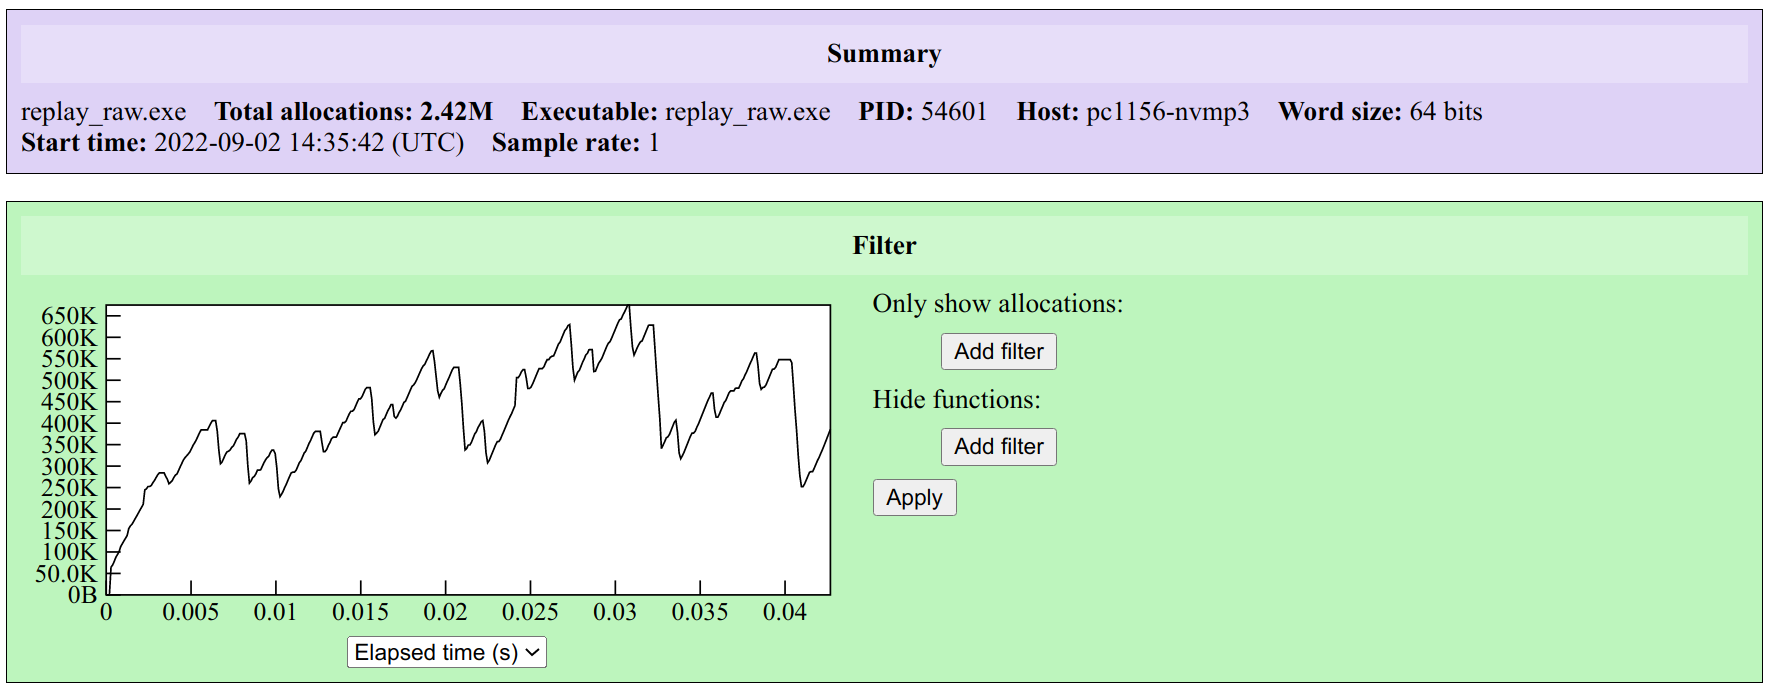 Summary
replay_raw.exe Total allocations: 2.42M Executable: replay_raw.exe PID: 54601 Host: pc1156-nvmp3 Word size: 64 bits
Start time: 2022-09-02 14:35:42 (UTC) Sample rate: 1
Filter
650K
600K
550K
500K
450K
400K
350K
300K
250K
200K
150K
100K
50.0K
0B
0 0.005 0.01 0.015 0.02 0.025 0.03 0.035 0.04
Elapsed time (s)
Only show allocations:
Add filter
Hide functions:
Add filter
Apply